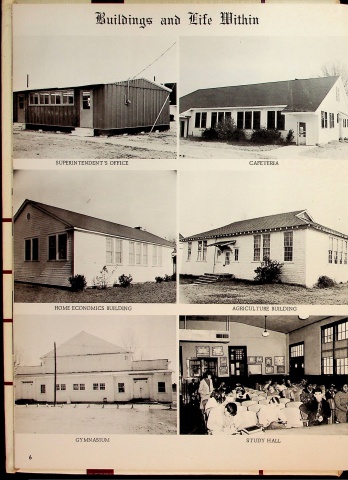 Buildings and Life Within
SUPERINTENDENT'S OFFICE
CAFETERIA
HOME ECONOMICS BUILDING
AGRICULTURE BUILDING
GYMNASIUM
STUDY HALL
6